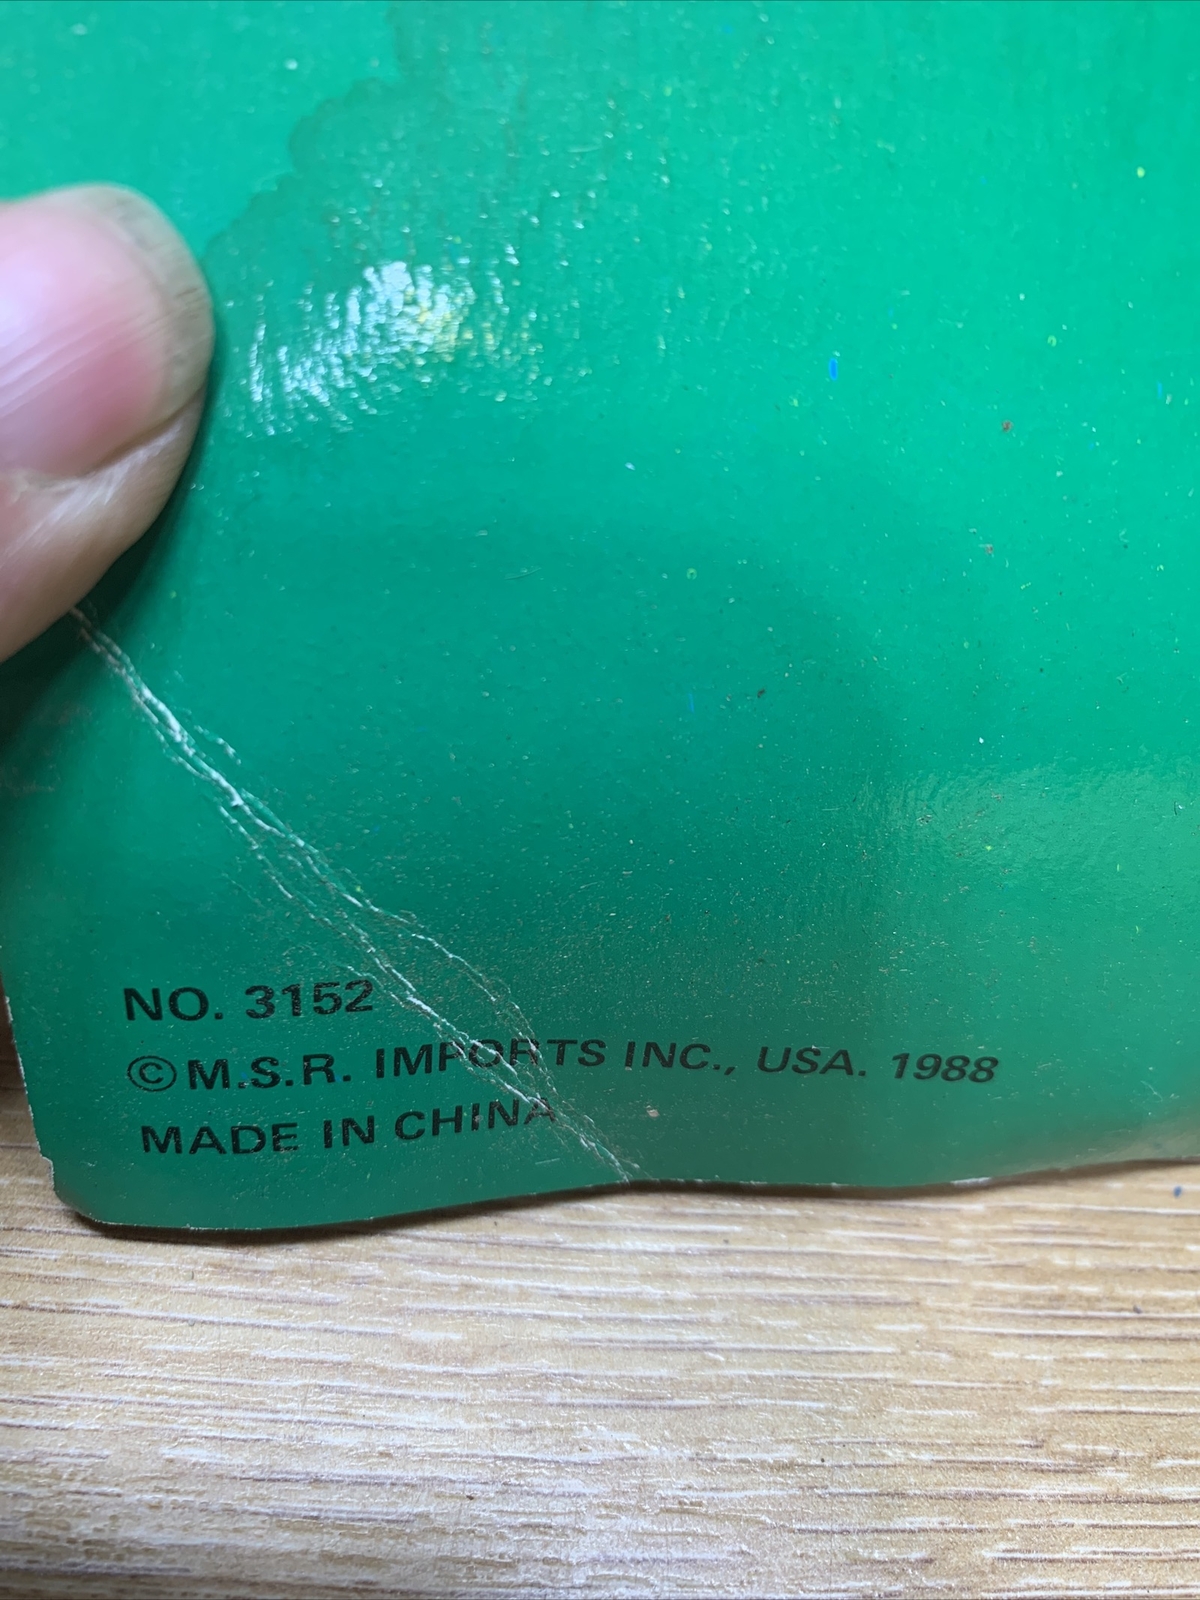 NO. 3152
©M.S.R. IMPORTS INC., USA. 1988
MADE IN CHINA